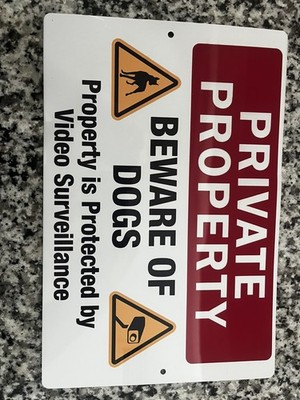 PRIVATE
PROPERTY
BEWARE OF
DOGS
Property is Protected by
Video Surveillance